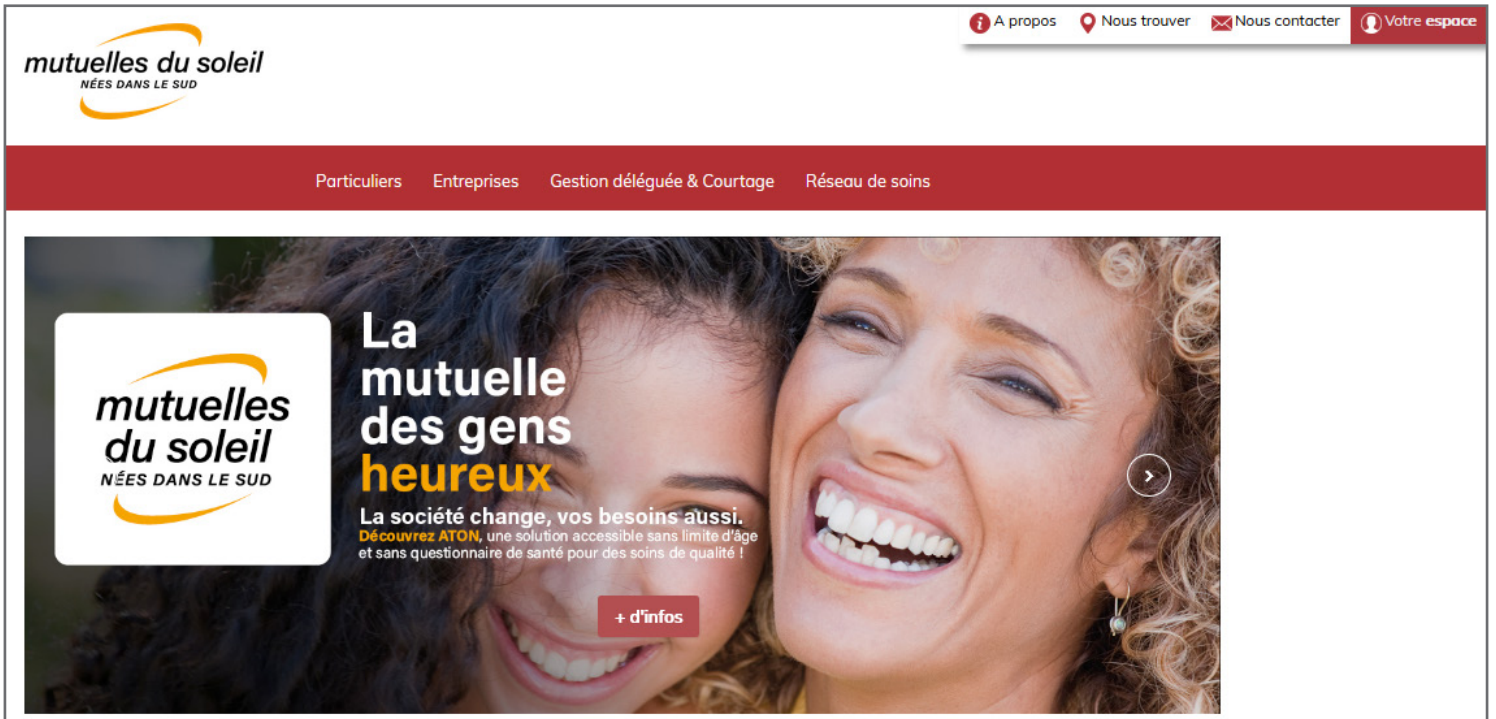 A propos
Nous trouver
Nous contacter
Votre espace
mutuelles du soleil
NÉES DANS LE SUD
Particuliers
Entreprises
Gestion déléguée & Courtage
Réseau de soins
mutuelles
du soleil
NÉES DANS LE SUD
La
mutuelle
des gens
heureux
La société change, vos besoins aussi.
Découvrez ATON, une solution accessible sans limite d'âge
et sans questionnaire de santé pour des soins de qualité !
+ d'infos